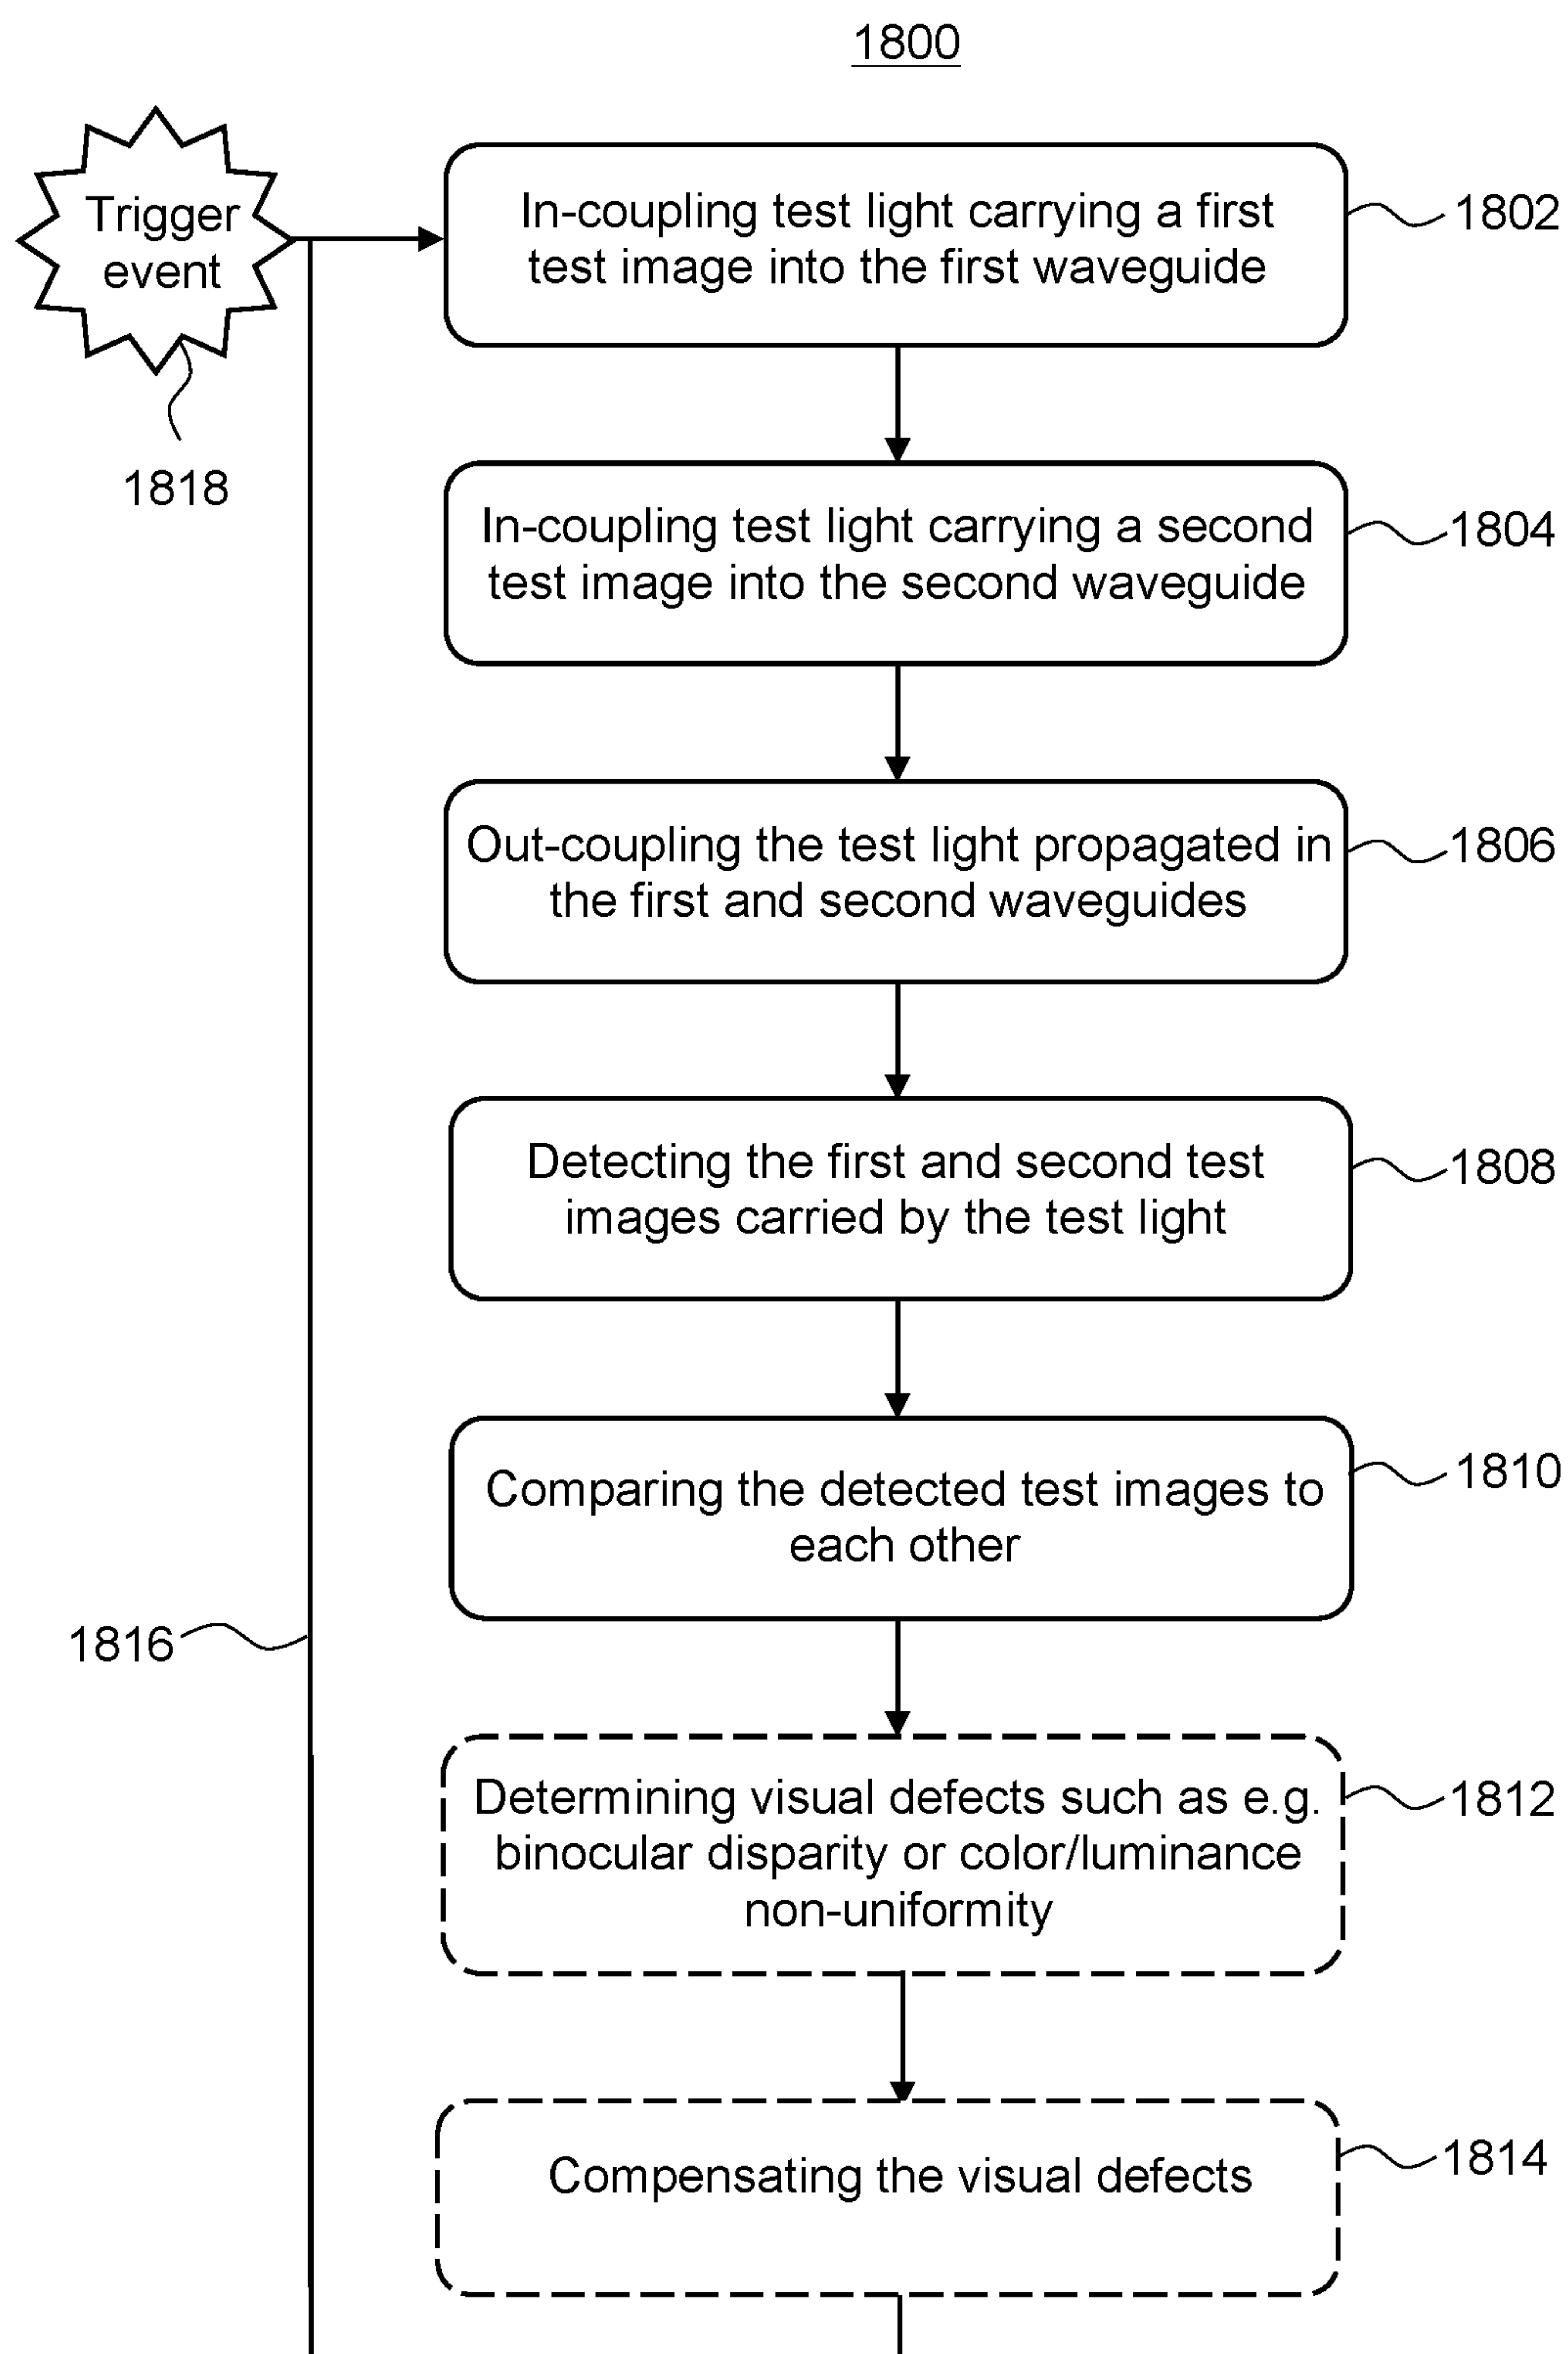 1800
Trigger
event
1818
In-coupling test light carrying a first
test image into the first waveguide
1802
In-coupling test light carrying a second
test image into the second waveguide
1804
Out-coupling the test light propagated in
the first and second waveguides
1806
Detecting the first and second test
images carried by the test light
1808
Comparing the detected test images to
each other
1810
1816
Determining visual defects such as e.g.
binocular disparity or color/luminance
non-uniformity
1812
Compensating the visual defects
1814